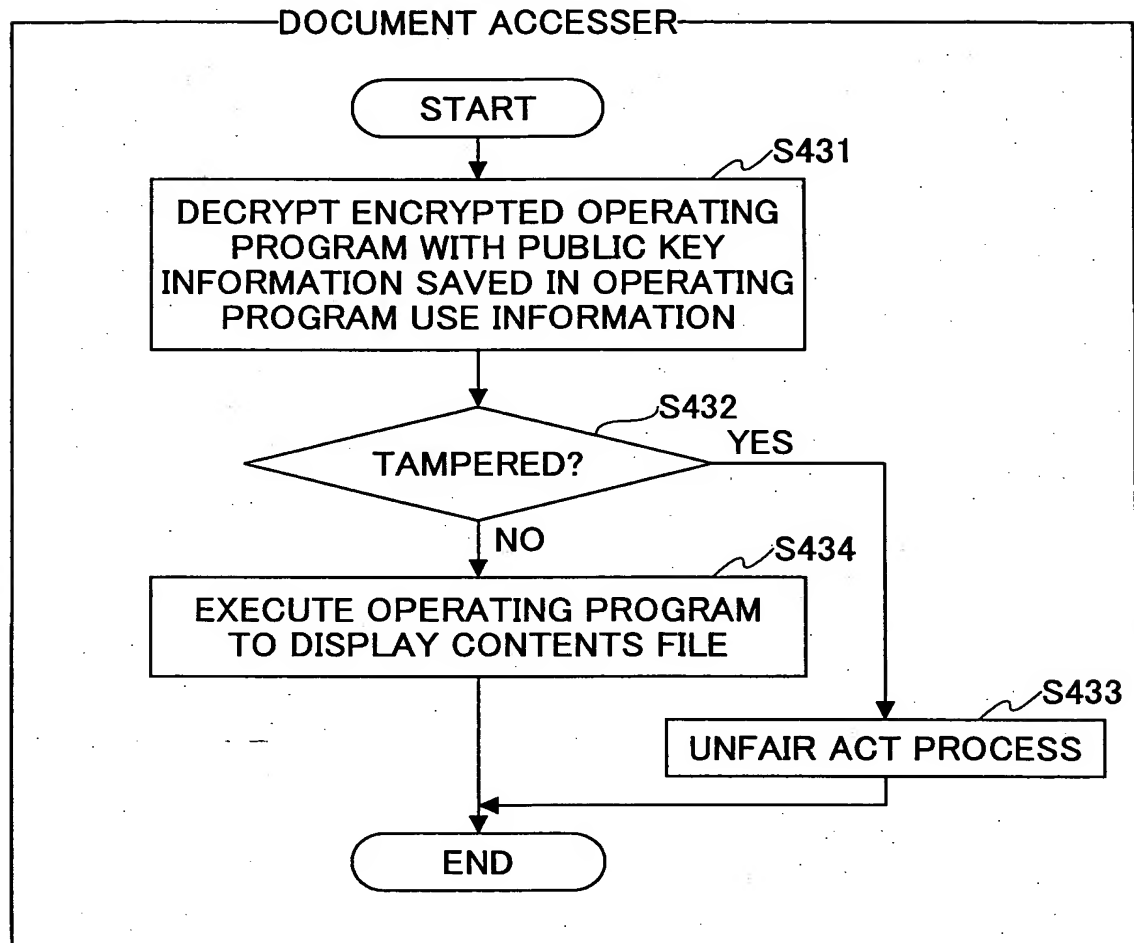 DOCUMENT ACCESSER
START
S431
DECRYPT ENCRYPTED OPERATING
PROGRAM WITH PUBLIC KEY
INFORMATION SAVED IN OPERATING
PROGRAM USE INFORMATION
S432
TAMPERED?
YES
NO
S434
EXECUTE OPERATING PROGRAM
TO DISPLAY CONTENTS FILE
S433
UNFAIR ACT PROCESS
END